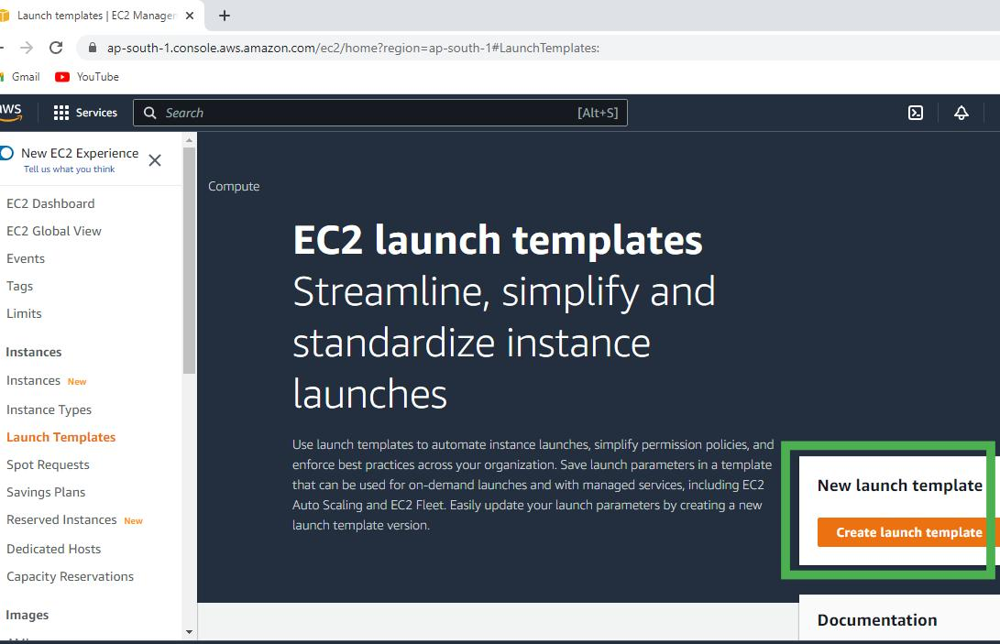 Launch templates | EC2 Manager
ap-south-1.console.aws.amazon.com/ec2/home?region=ap-south-1#LaunchTemplates:
Gmail YouTube
aws Services Search [Alt+S]
New EC2 Experience
Tell us what you think
EC2 Dashboard
EC2 Global View
Events
Tags
Limits
Instances
Instances New
Instance Types
Launch Templates
Spot Requests
Savings Plans
Reserved Instances New
Dedicated Hosts
Capacity Reservations
Images
Compute
EC2 launch templates
Streamline, simplify and
standardize instance
launches
Use launch templates to automate instance launches, simplify permission policies, and
enforce best practices across your organization. Save launch parameters in a template
that can be used for on-demand launches and with managed services, including EC2
Auto Scaling and EC2 Fleet. Easily update your launch parameters by creating a new
launch template version.
New launch template
Create launch template
Documentation